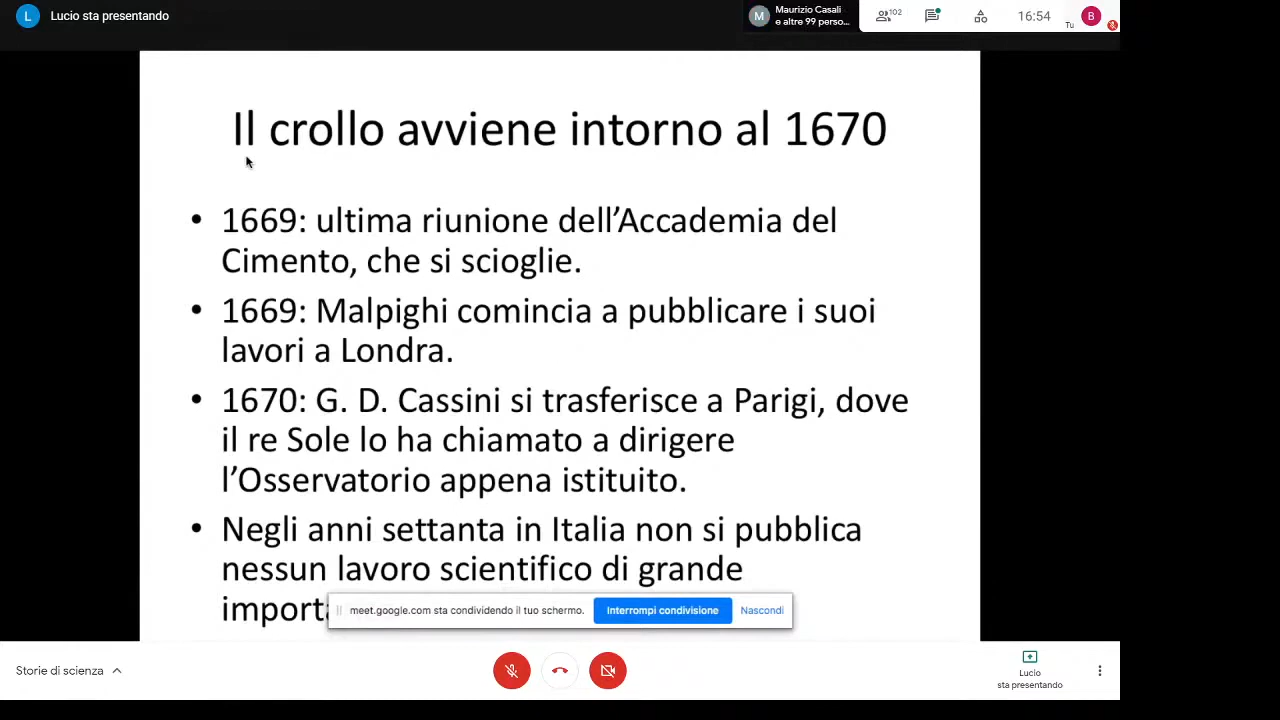 L Lucio sta presentando
M Maurizio Casali
e altre 99 perso...
102
16:54
Tu
B
Il crollo avviene intorno al 1670
• 1669: ultima riunione dell’Accademia del
Cimento, che si scioglie.
• 1669: Malpighi comincia a pubblicare i suoi
lavori a Londra.
• 1670: G. D. Cassini si trasferisce a Parigi, dove
il re Sole lo ha chiamato a dirigere
l’Osservatorio appena istituito.
• Negli anni settanta in Italia non si pubblica
nessun lavoro scientifico di grande
meet.google.com sta condividendo il tuo schermo.
Interrompi condivisione
Nascondi
Storie di scienza
Lucio
sta presentando